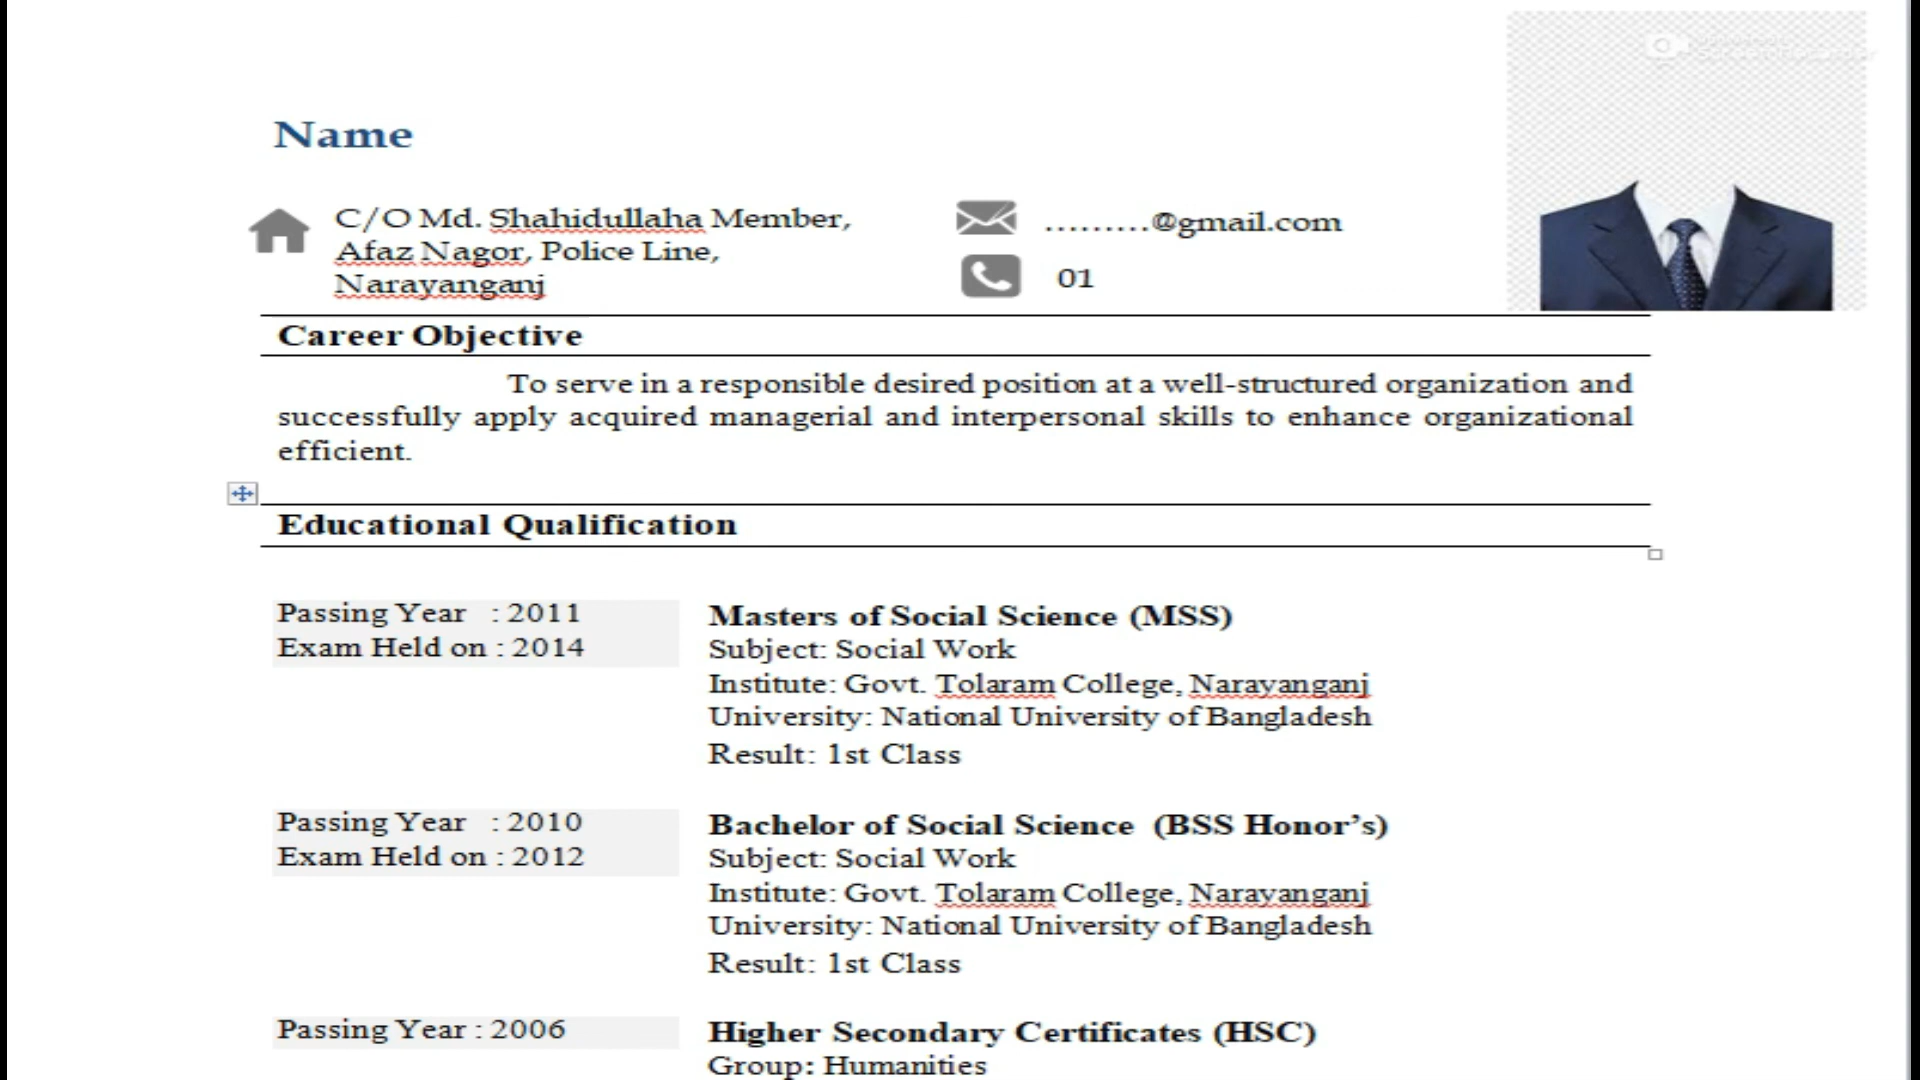 Name
C/O Md. Shahidullaha Member,
Afaz Nagor, Police Line,
Narayanganj
.........@gmail.com
01
Career Objective
To serve in a responsible desired position at a well-structured organization and
successfully apply acquired managerial and interpersonal skills to enhance organizational
efficient.
Educational Qualification
Passing Year : 2011
Exam Held on : 2014
Masters of Social Science (MSS)
Subject: Social Work
Institute: Govt. Tolaram College, Narayanganj
University: National University of Bangladesh
Result: 1st Class
Passing Year : 2010
Exam Held on : 2012
Bachelor of Social Science (BSS Honor’s)
Subject: Social Work
Institute: Govt. Tolaram College, Narayanganj
University: National University of Bangladesh
Result: 1st Class
Passing Year : 2006
Higher Secondary Certificates (HSC)
Group: Humanities